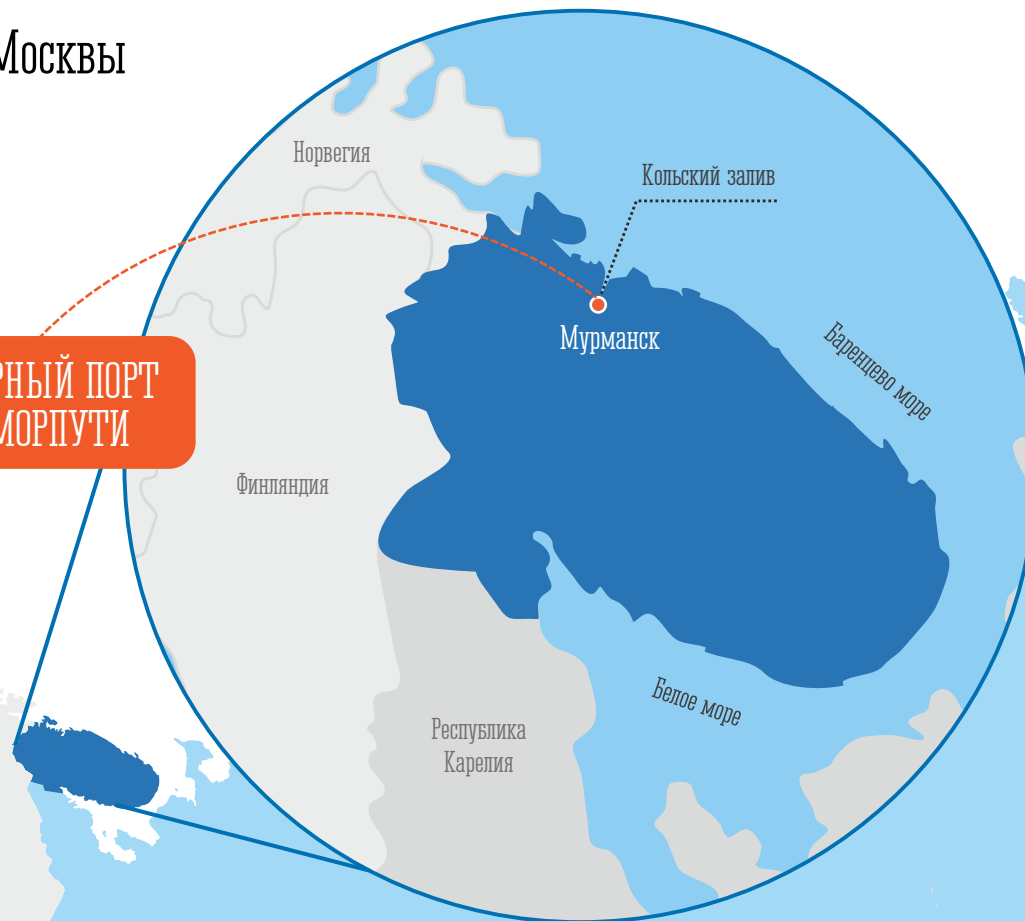 Москвы
Норвегия
Кольский залив
Мурманск
Баренцево море
РНЫЙ ПОРТ
МОРПУТИ
Финляндия
Белое море
Республика
Карелия